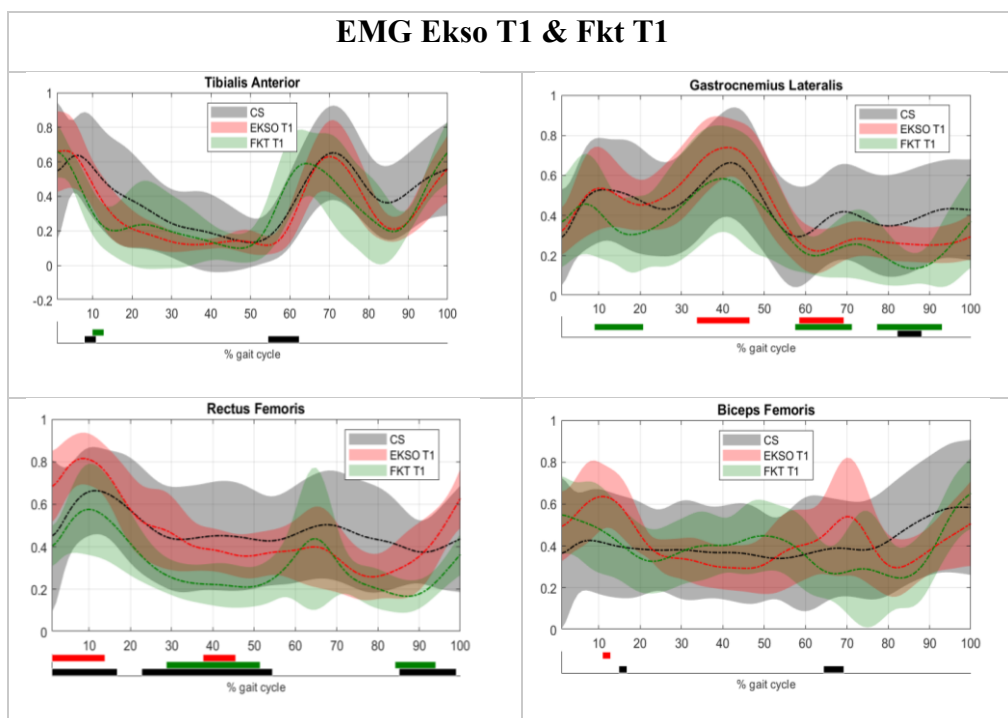 EMG Ekso T1 & Fkt T1
Tibialis Anterior
1
0.8
0.6
0.4
0.2
0
-0.2
CS
EKSO T1
FKT T1
10 20 30 40 50 60 70 80 90 100
% gait cycle
Gastrocnemius Lateralis
1
0.8
0.6
0.4
0.2
0
CS
EKSO T1
FKT T1
10 20 30 40 50 60 70 80 90 100
% gait cycle
Rectus Femoris
1
0.8
0.6
0.4
0.2
0
CS
EKSO T1
FKT T1
10 20 30 40 50 60 70 80 90 100
% gait cycle
Biceps Femoris
1
0.8
0.6
0.4
0.2
0
CS
EKSO T1
FKT T1
10 20 30 40 50 60 70 80 90 100
% gait cycle